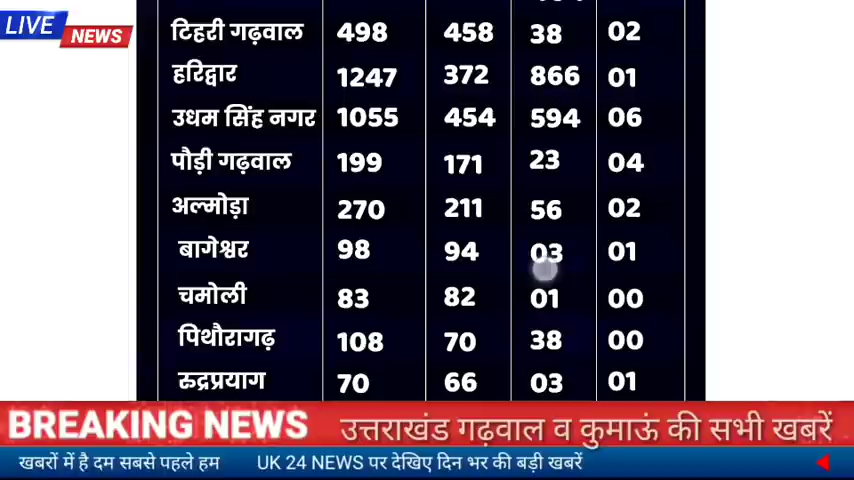 LIVE
NEWS
टिहरी गढ़वाल 498 458 38 02
हरिद्वार 1247 372 866 01
उधम सिंह नगर 1055 454 594 06
पौड़ी गढ़वाल 199 171 23 04
अल्मोड़ा 270 211 56 02
बागेश्वर 98 94 03 01
चमोली 83 82 01 00
पिथौरागढ़ 108 70 38 00
रुद्रप्रयाग 70 66 03 01
BREAKING NEWS उत्तराखंड गढ़वाल व कुमाऊं की सभी खबरें
खबरों में है दम सबसे पहले हम UK 24 NEWS पर देखिए दिन भर की बड़ी खबरें